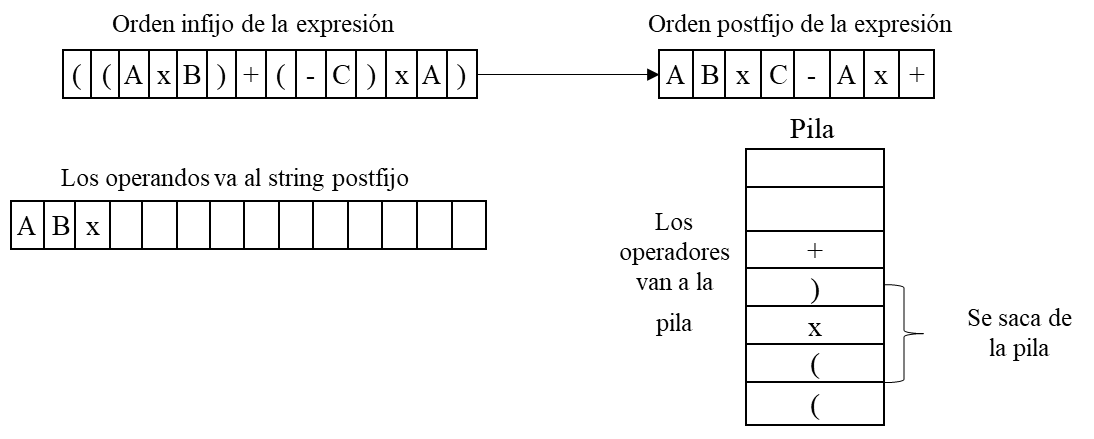 Orden infijo de la expresión
Orden postfijo de la expresión
( ( A x B ) + ( - C ) x A )
A B x C - A x +
Pila
Los operandos va al string postfijo
A B x
Los
operadores
van a la
pila
+
)
x
(
(
Se saca de
la pila